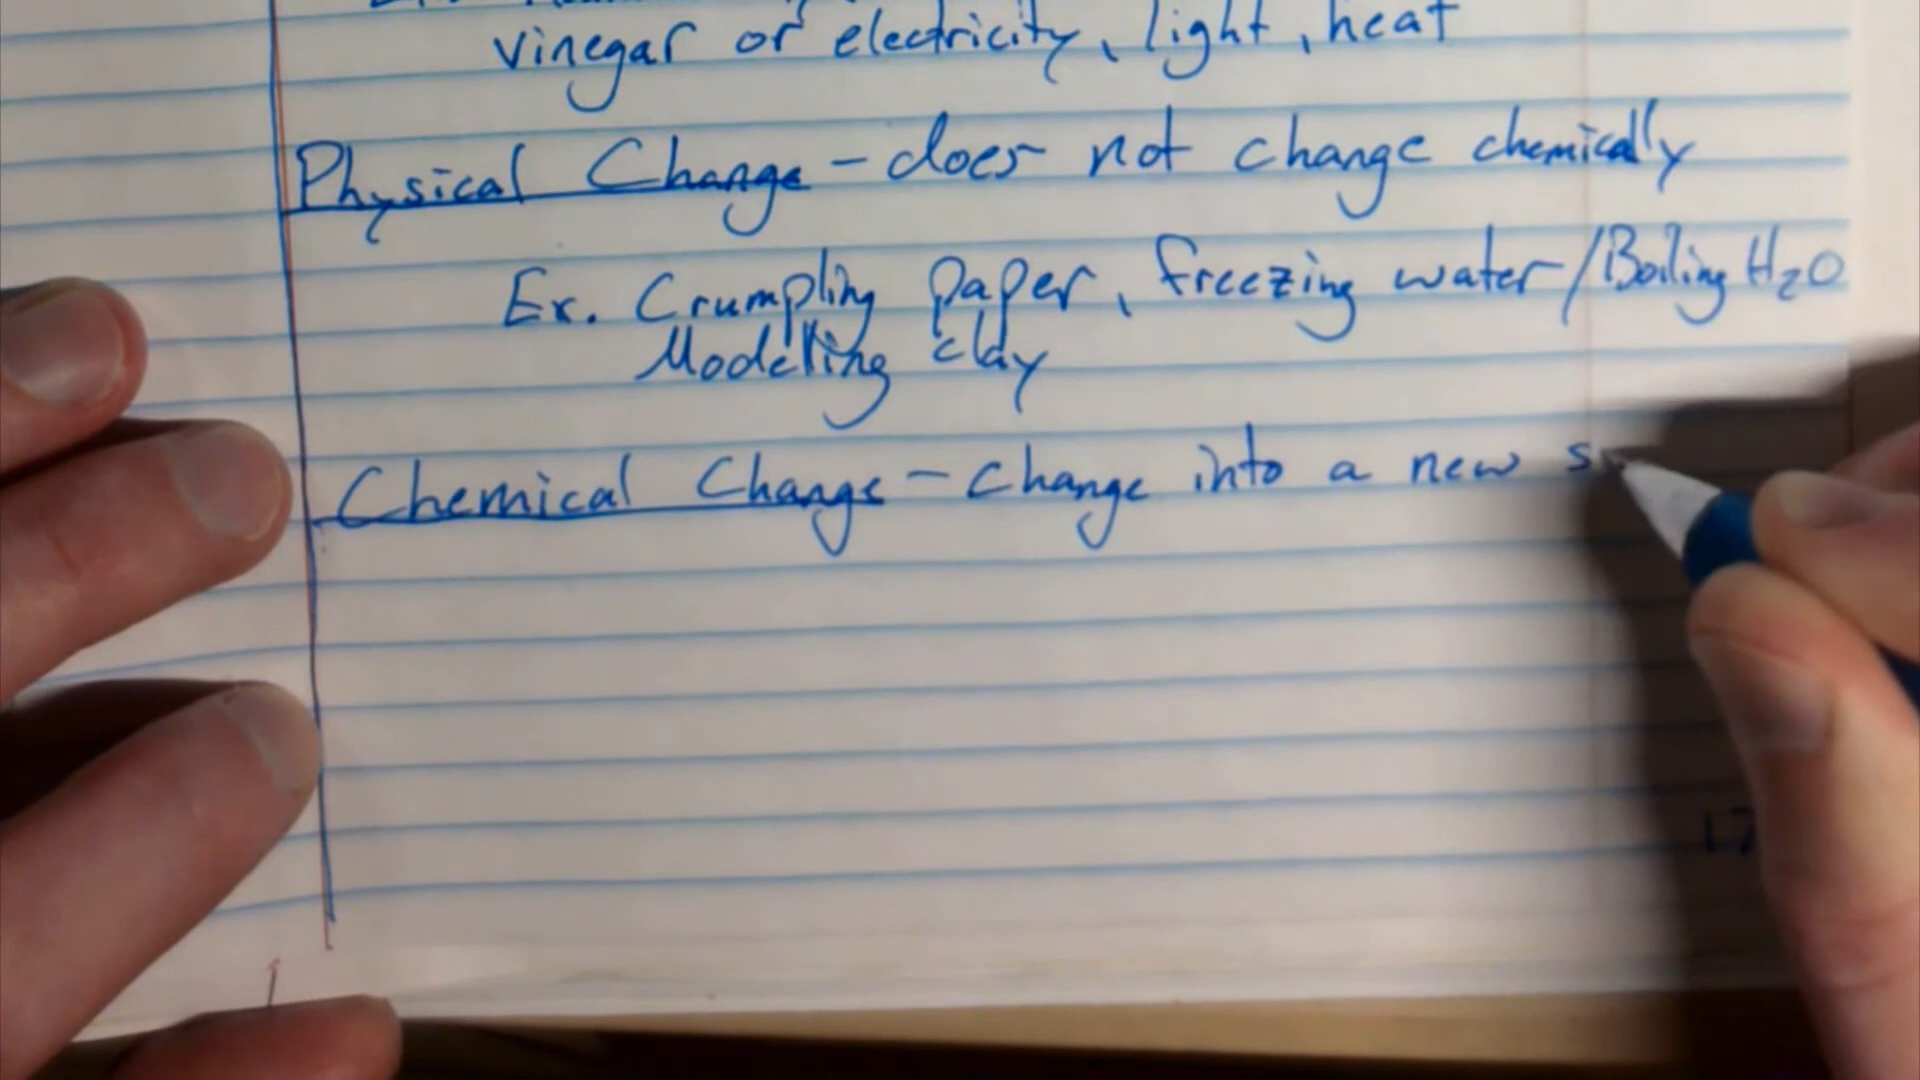 vinegar or electricity, light, heat
Physical Change - does not change chemically
Ex. Crumpling paper, freezing water/Boiling H2O
Modeling clay
Chemical Change - Change into a new
17